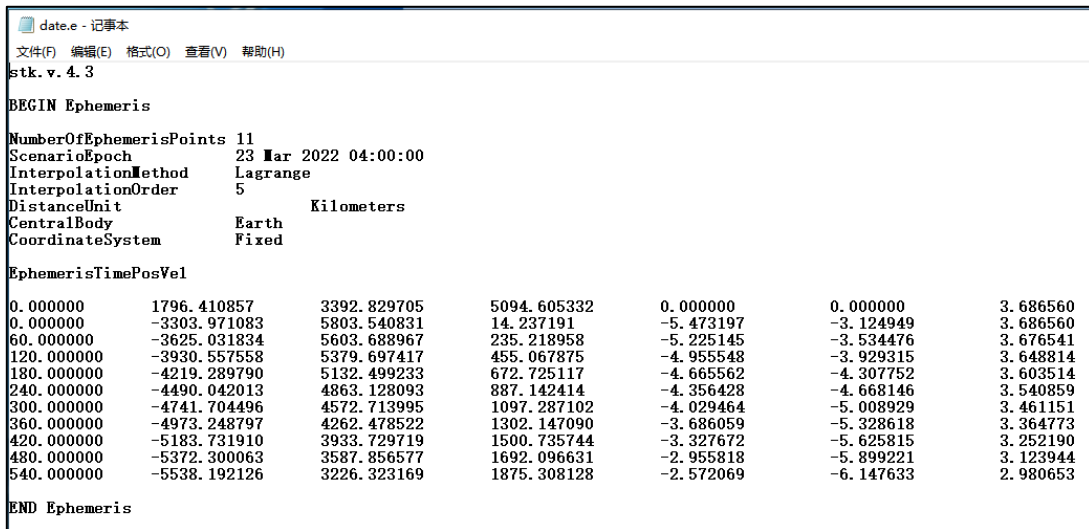 date.e - 记事本
文件(F) 编辑(E) 格式(O) 查看(V) 帮助(H)
stk.v.4.3
BEGIN Ephemeris
NumberOfEphemerisPoints 11
ScenarioEpoch 23 Mar 2022 04:00:00
InterpolationMethod Lagrange
InterpolationOrder 5
DistanceUnit Kilometers
CentralBody Earth
CoordinateSystem Fixed
EphemerisTimePosVel
0.000000 1796.410857 3392.829705 5094.605332 0.000000 0.000000 3.686560
0.000000 -3303.971083 5803.540831 14.237191 -5.473197 -3.124949 3.686560
60.000000 -3625.031834 5603.688967 235.218958 -5.225145 -3.534476 3.676541
120.000000 -3930.557558 5379.697417 455.067875 -4.955548 -3.929315 3.648814
180.000000 -4219.289790 5132.499233 672.725117 -4.665562 -4.307752 3.603514
240.000000 -4490.042013 4863.128093 887.142414 -4.356428 -4.668146 3.540859
300.000000 -4741.704496 4572.713995 1097.287102 -4.029464 -5.008929 3.461151
360.000000 -4973.248797 4262.478522 1302.147090 -3.686059 -5.328618 3.364773
420.000000 -5183.731910 3933.729719 1500.735744 -3.327672 -5.625815 3.252190
480.000000 -5372.300063 3587.856577 1692.096631 -2.955818 -5.899221 3.123944
540.000000 -5538.192126 3226.323169 1875.308128 -2.572069 -6.147633 2.980653
END Ephemeris